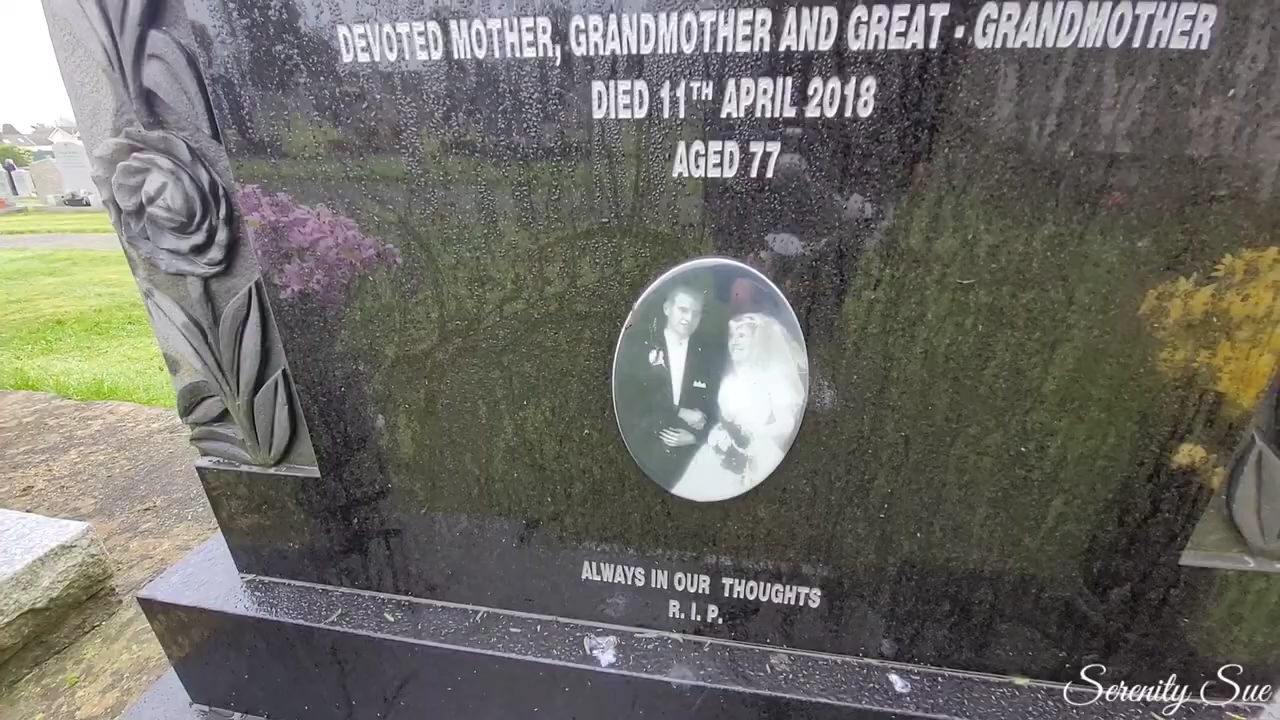 DEVOTED MOTHER, GRANDMOTHER AND GREAT - GRANDMOTHER
DIED 11TH APRIL 2018
AGED 77
ALWAYS IN OUR THOUGHTS
R. I. P.
Serenity Sue